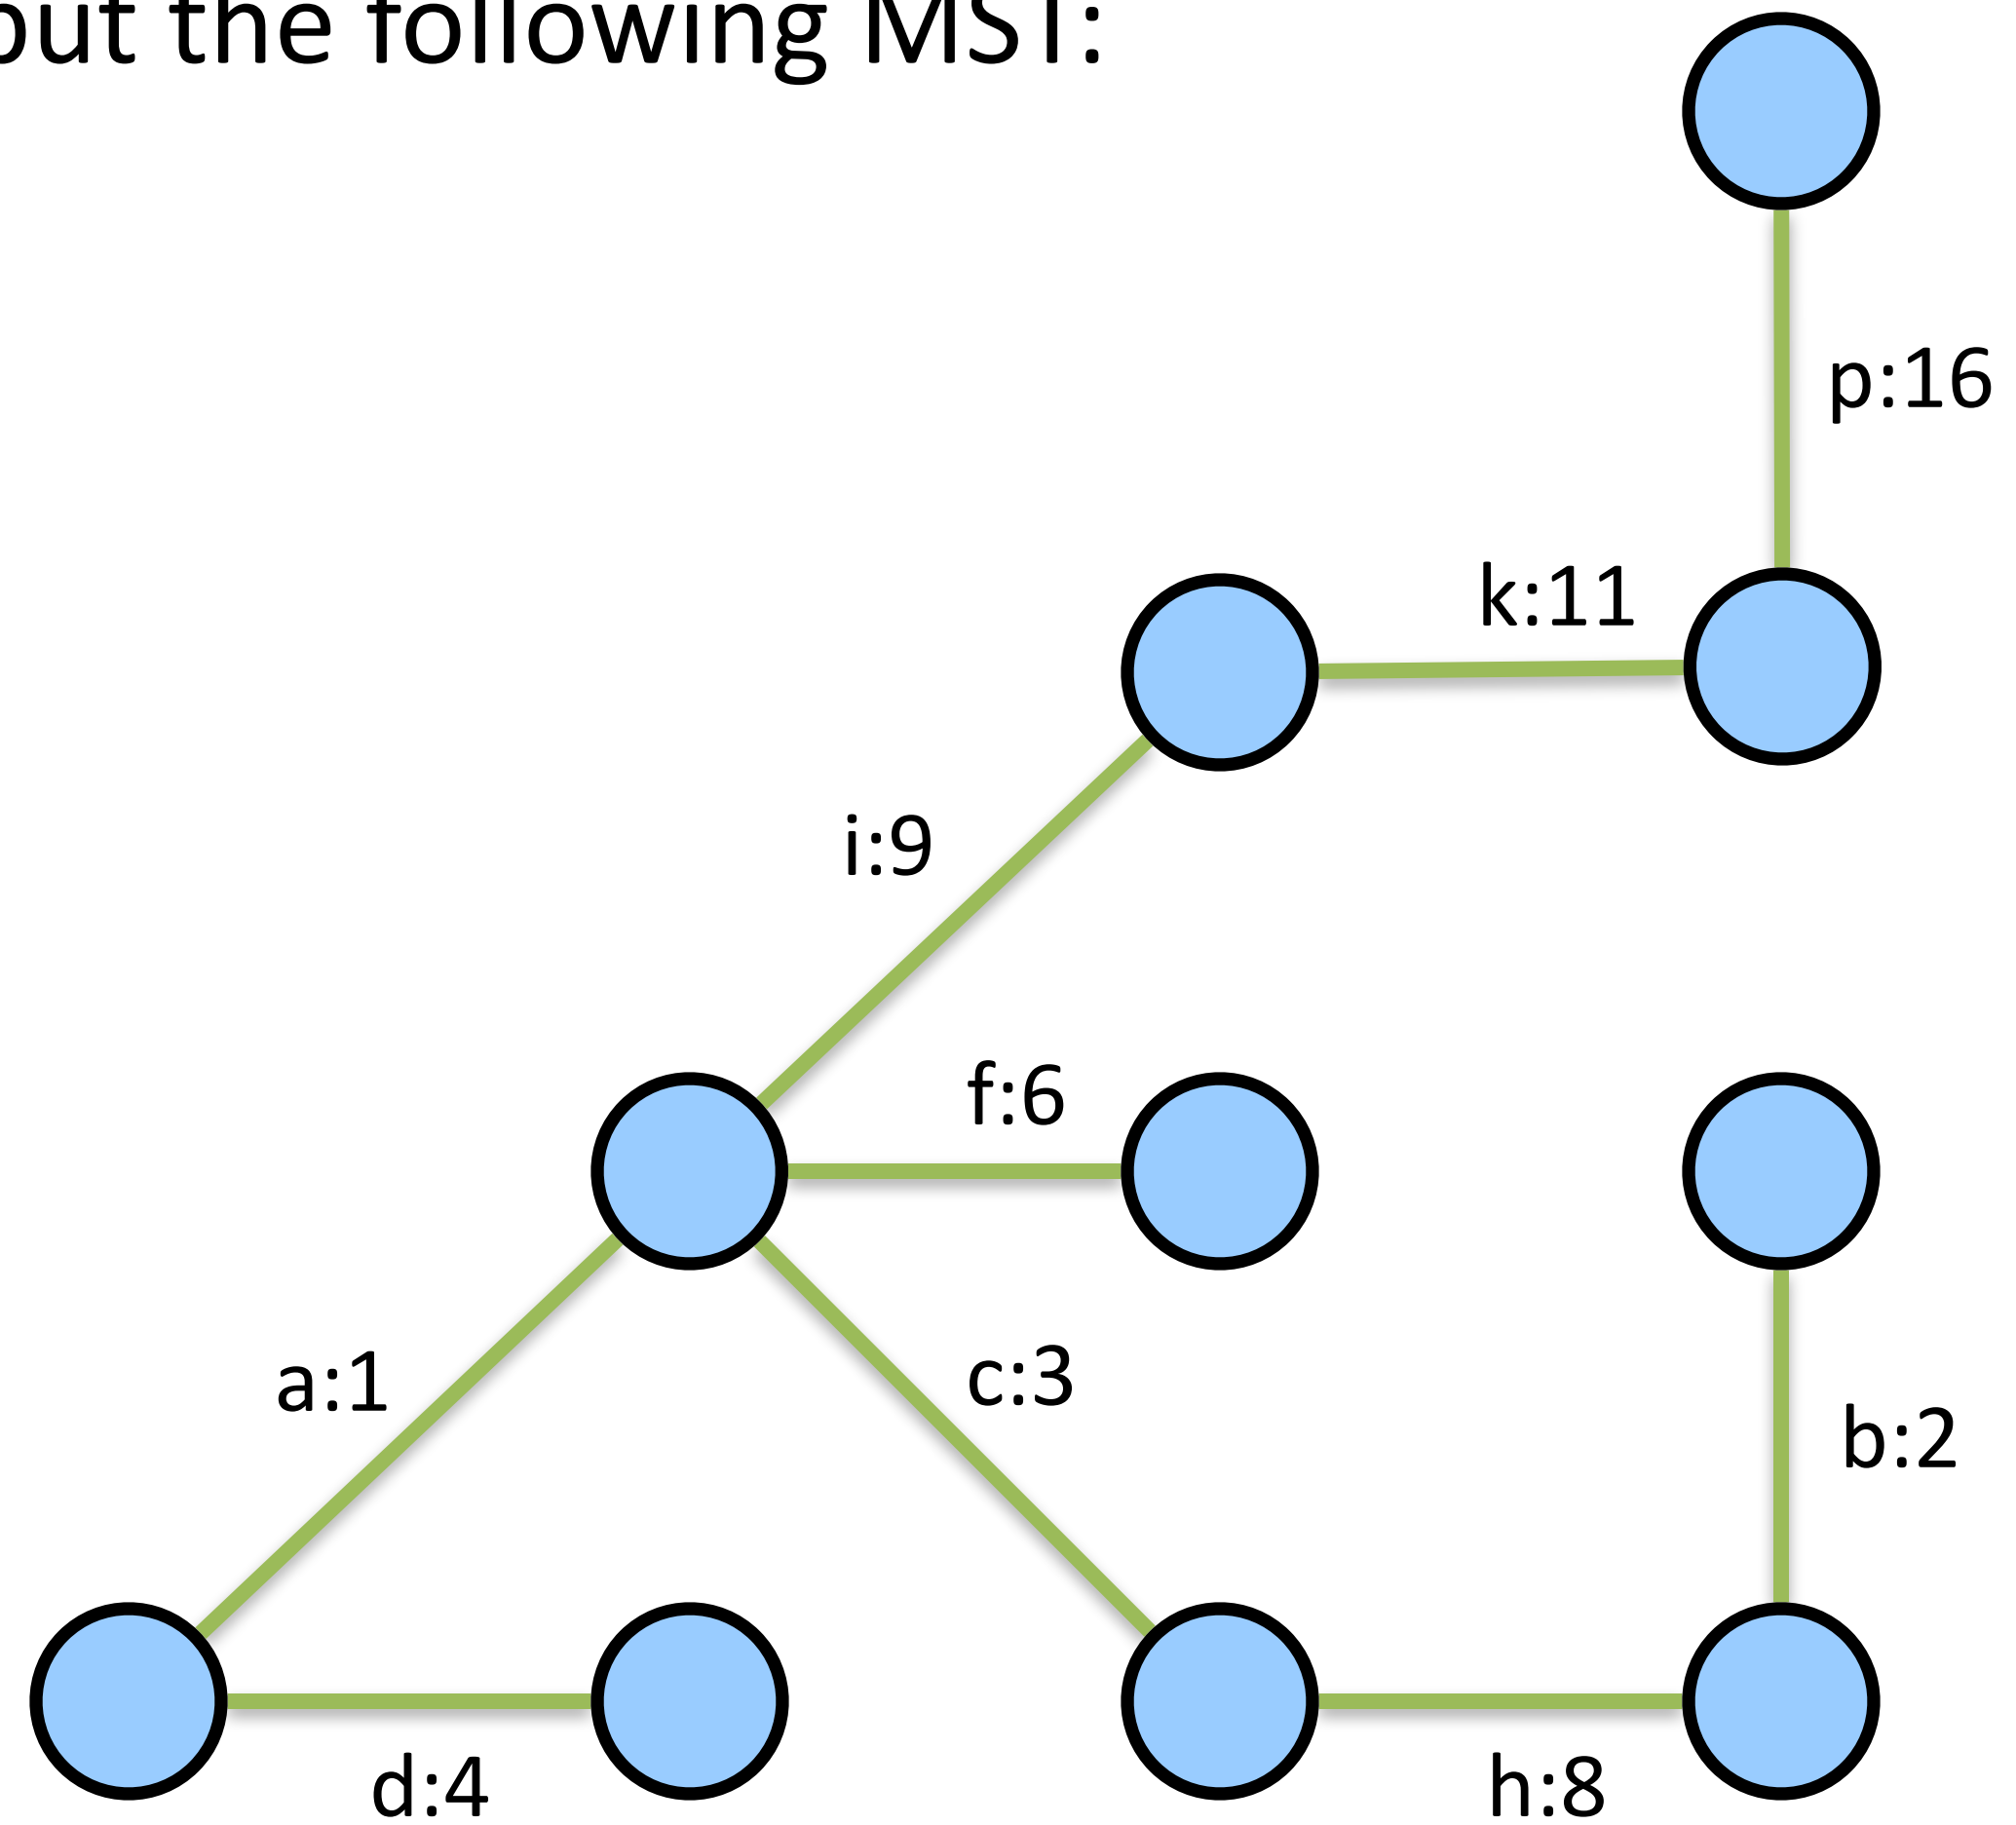 out the following MST:
p:16
k:11
i:9
f:6
a:1
c:3
b:2
d:4
h:8